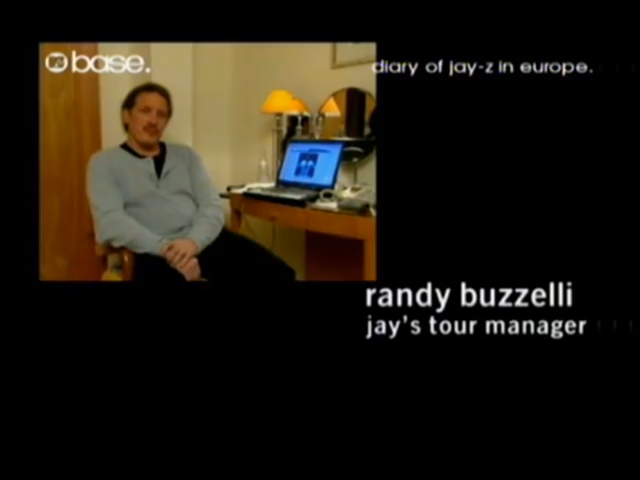 base.
diary of jay-z in europe.
randy buzzelli
jay's tour manager